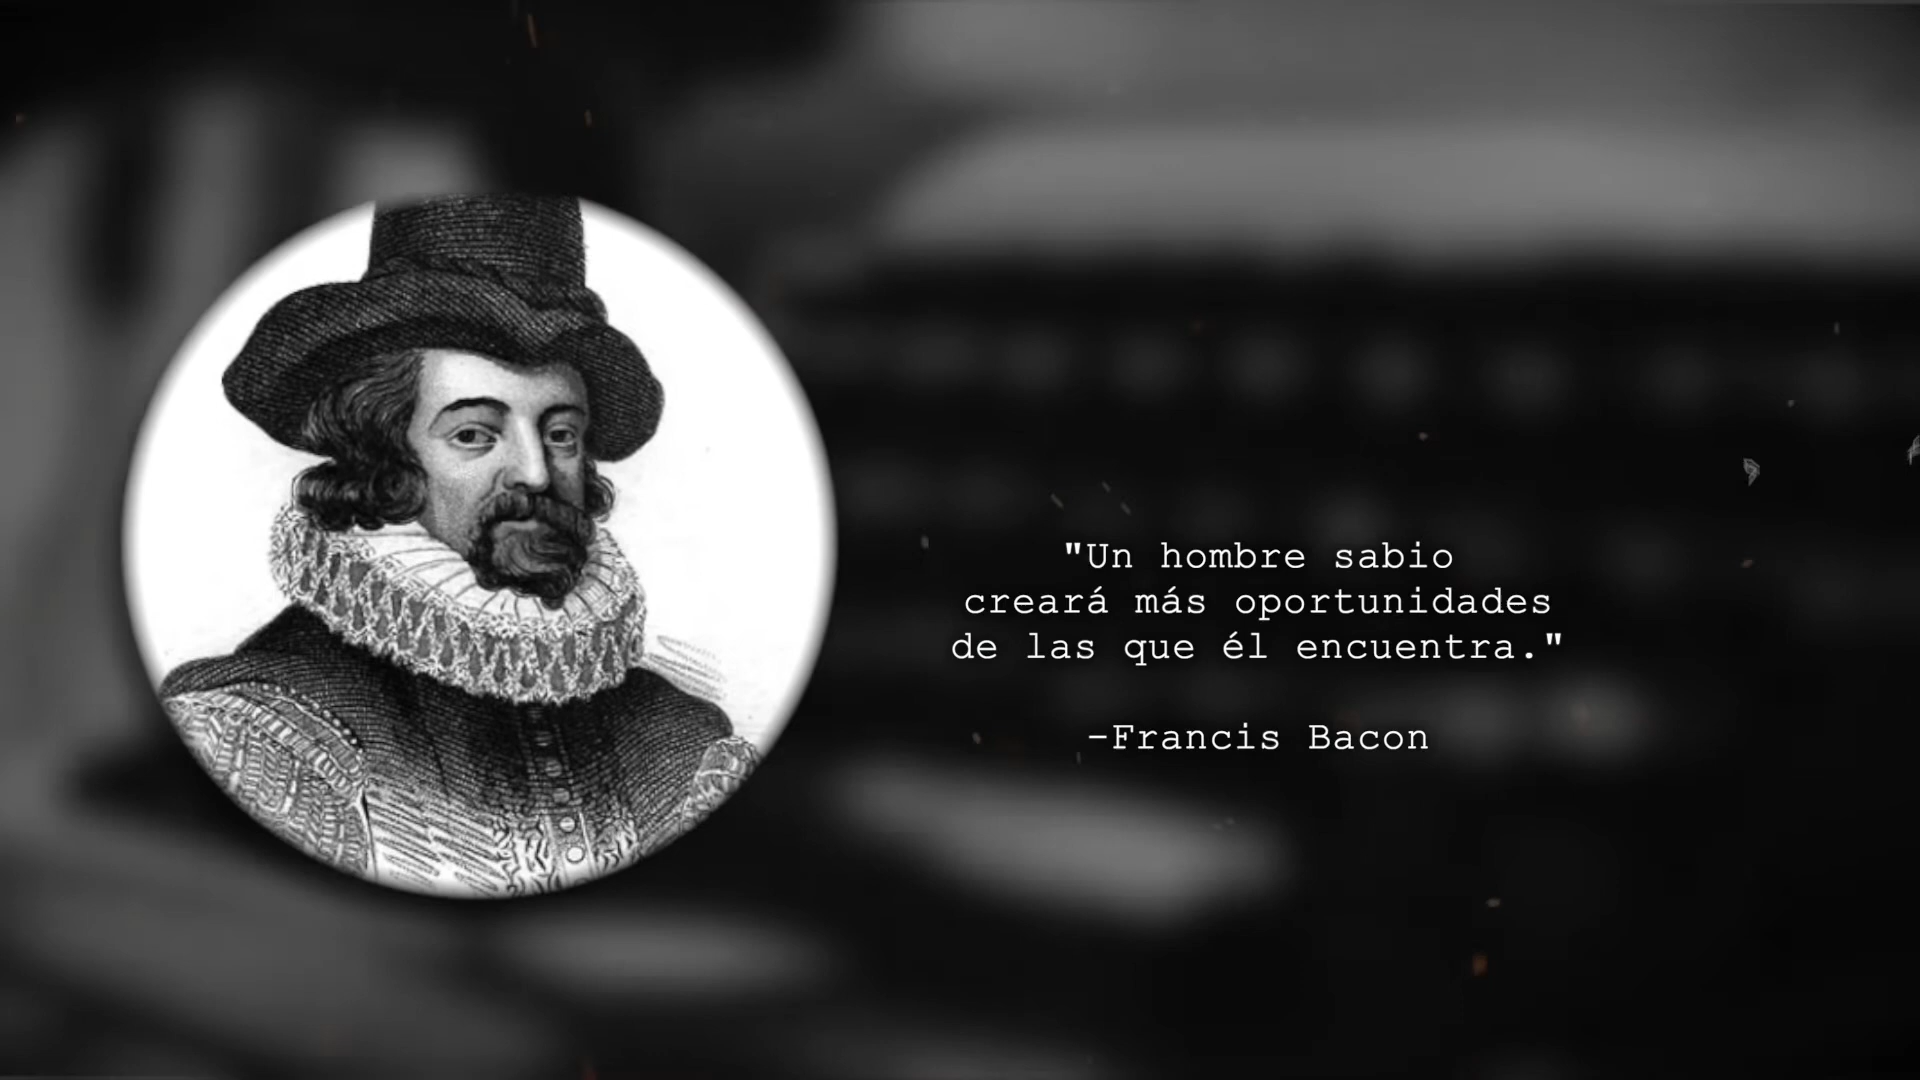 "Un hombre sabio
creará más oportunidades
de las que él encuentra."
-Francis Bacon